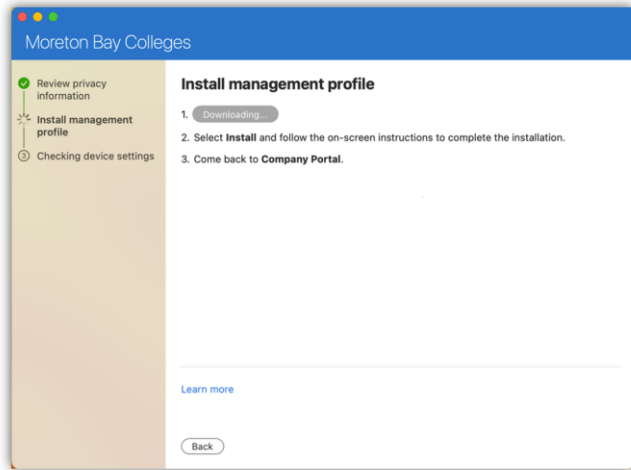 Moreton Bay Colleges
Review privacy
information
Install management
profile
3 Checking device settings
Install management profile
1. Downloading...
2. Select Install and follow the on-screen instructions to complete the installation.
3. Come back to Company Portal.
Learn more
Back